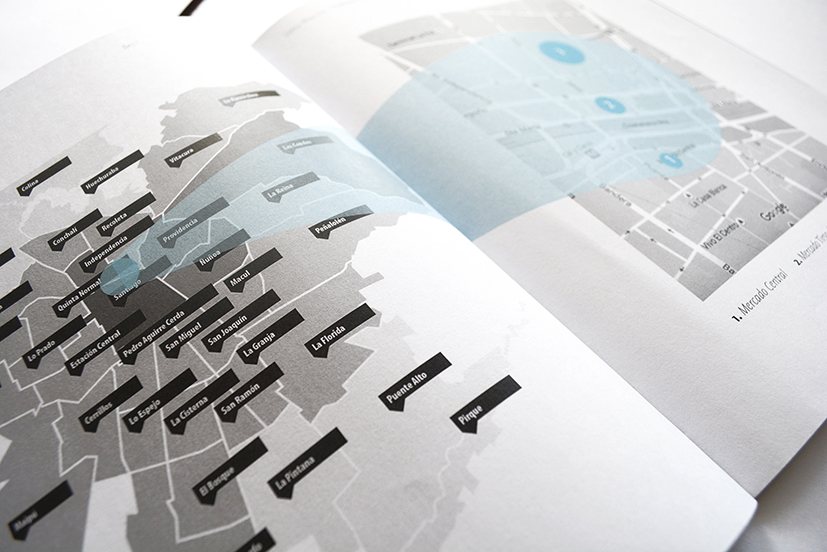 Vitacura
Las Condes
Colina
Huechuraba
La Reina
Recoleta
Conchalí
Providencia
Peñalolén
Independencia
Ñuñoa
Quinta Normal
Santiago
Macul
Lo Prado
Estación Central
Pedro Aguirre Cerda
San Miguel
San Joaquín
La Granja
La Florida
Cerrillos
Lo Espejo
La Cisterna
San Ramón
Puente Alto
Pirque
El Bosque
La Pintana
Maipú
3
2
1
La Casa Blanca
Vivo El Centro
Google
1. Mercado Central 2. Mercado